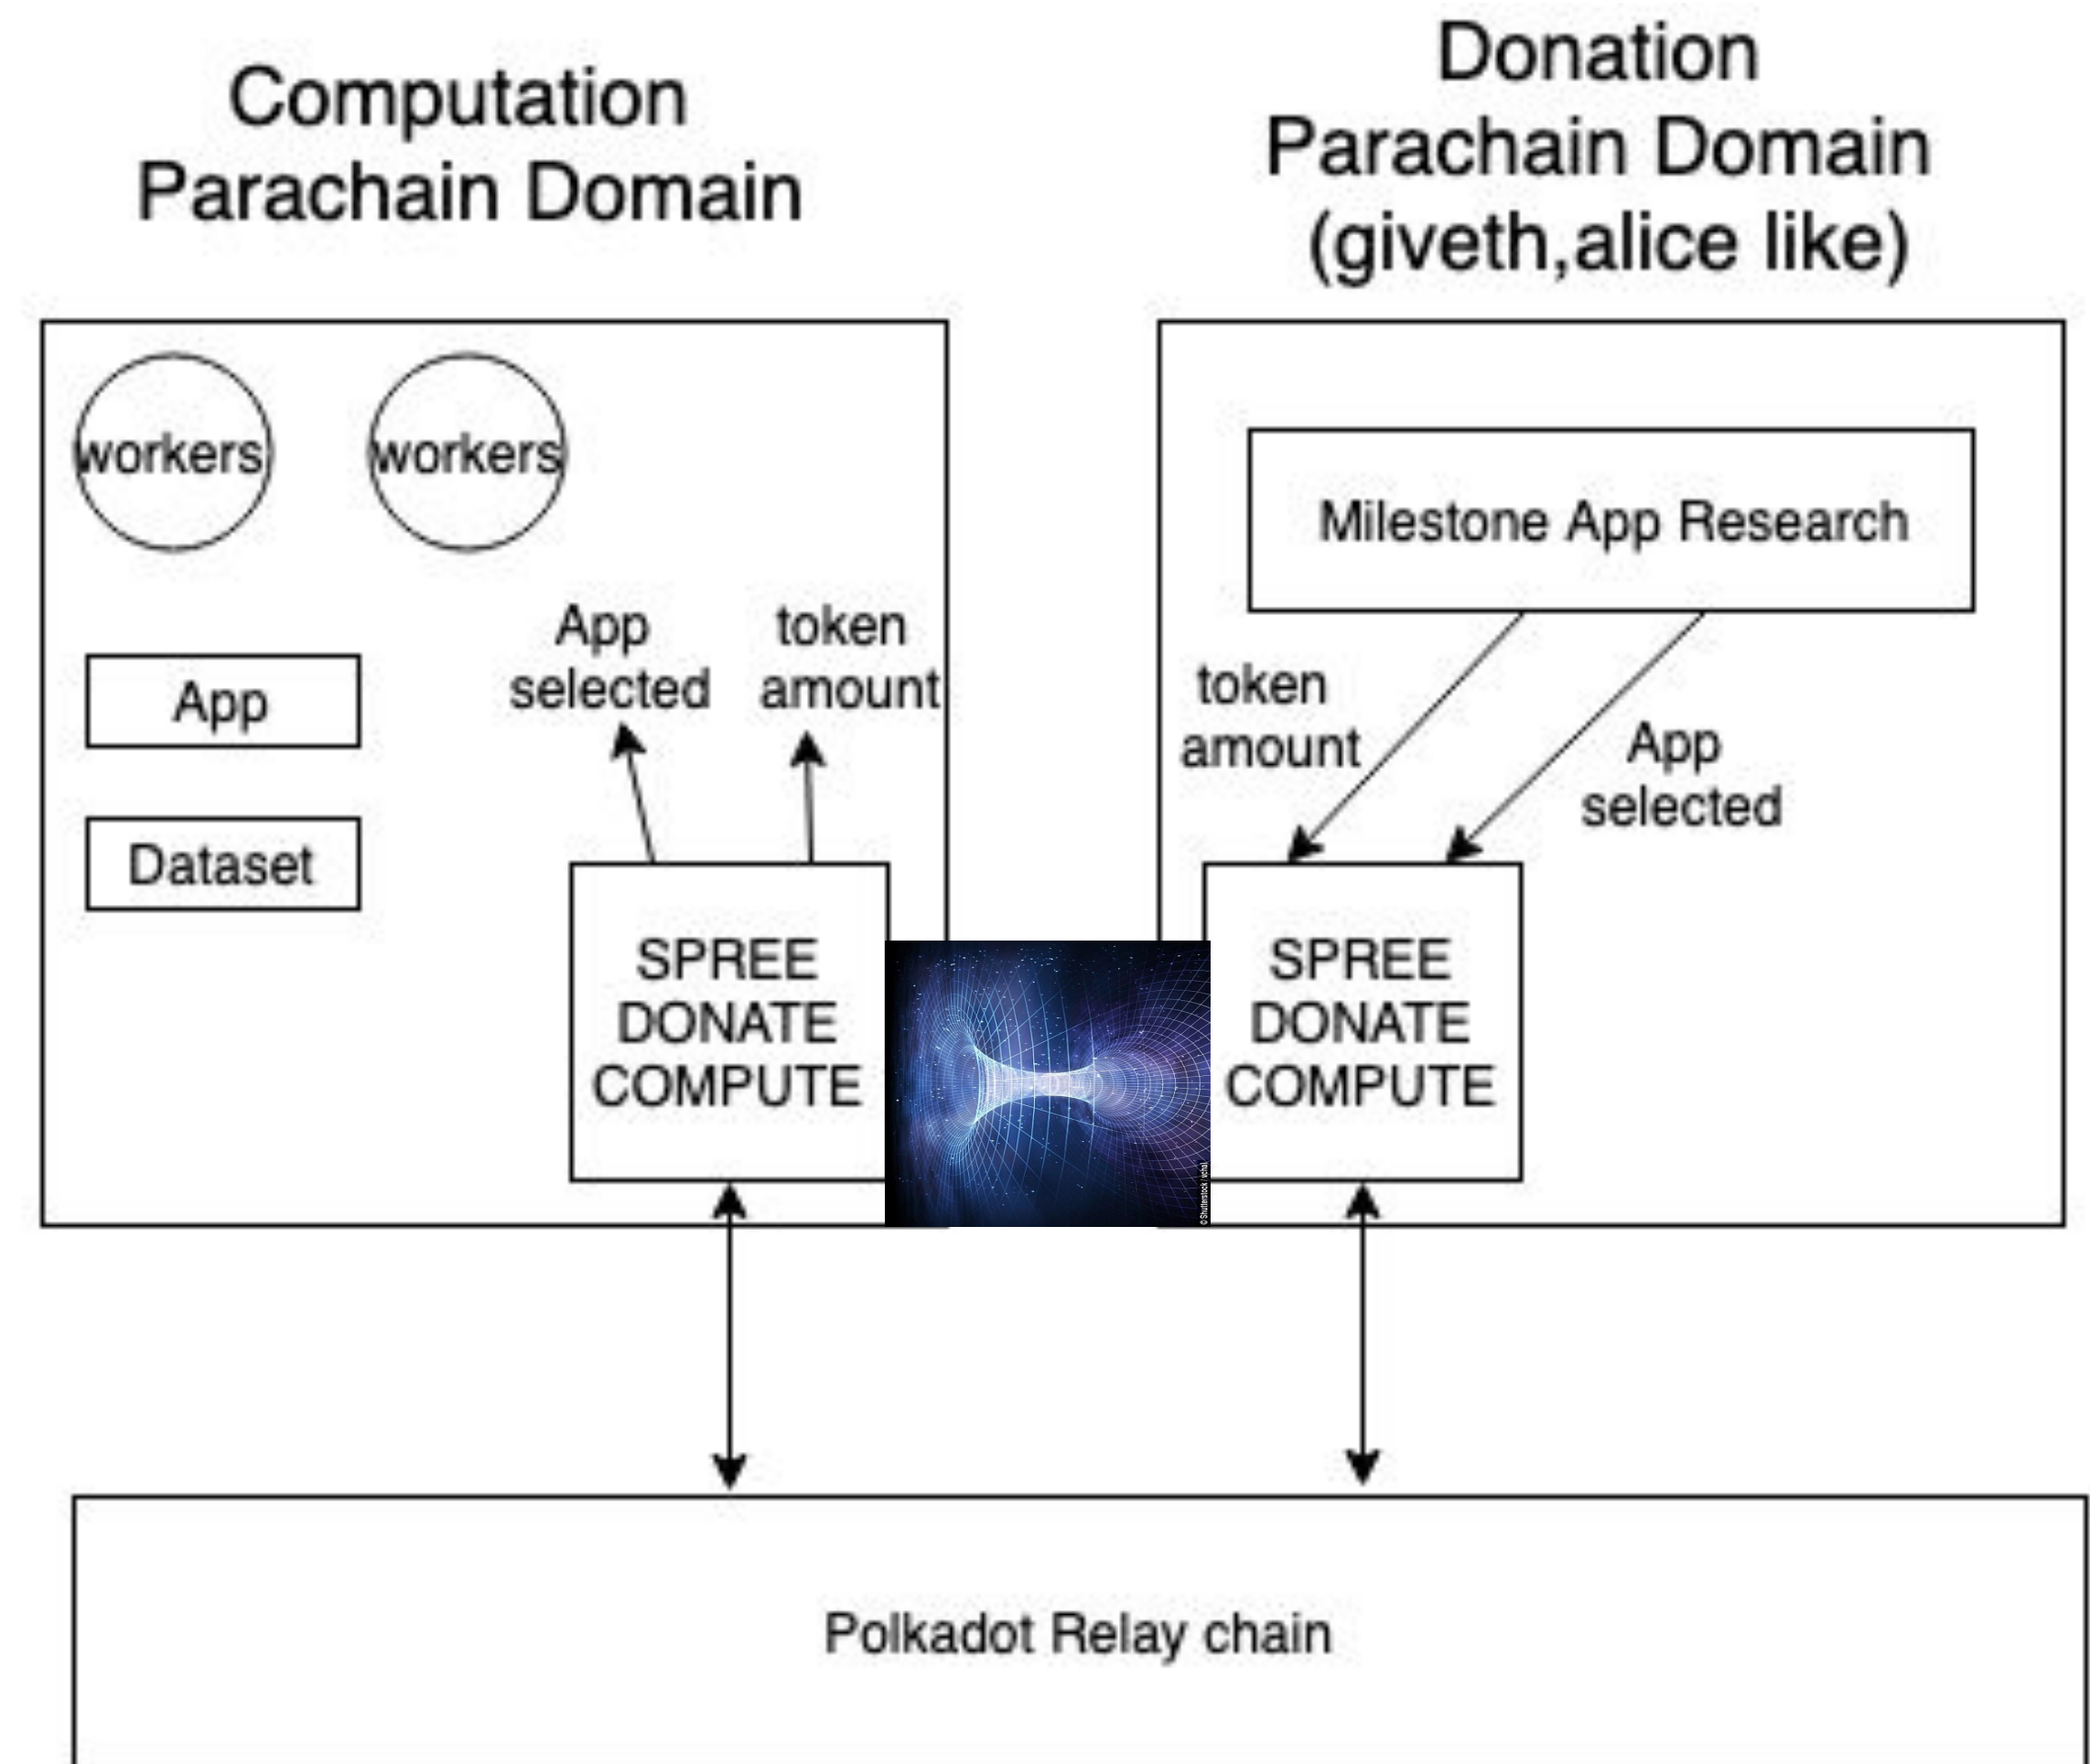 Computation
Parachain Domain
Donation
Parachain Domain
(giveth,alice like)
workers
workers
App
selected
token
amount
App
Dataset
SPREE
DONATE
COMPUTE
Milestone App Research
token
amount
App
selected
SPREE
DONATE
COMPUTE
Polkadot Relay chain